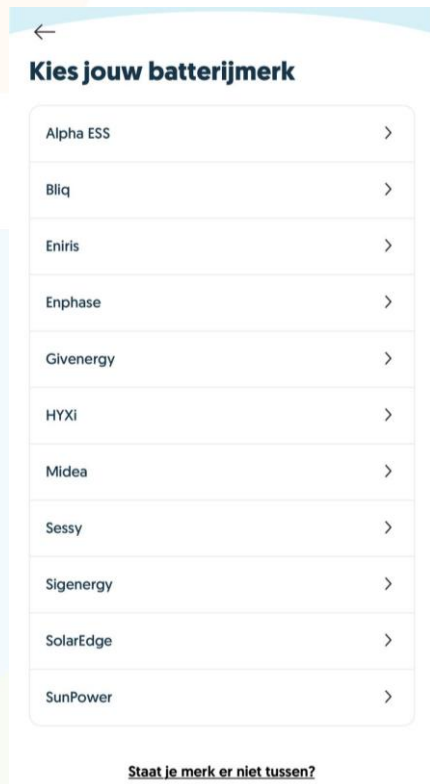 Kies jouw batterijmerk
Alpha ESS
Bliq
Eniris
Enphase
Givenergy
HYXi
Midea
Sessy
Sigenergy
SolarEdge
SunPower
Staat je merk er niet tussen?